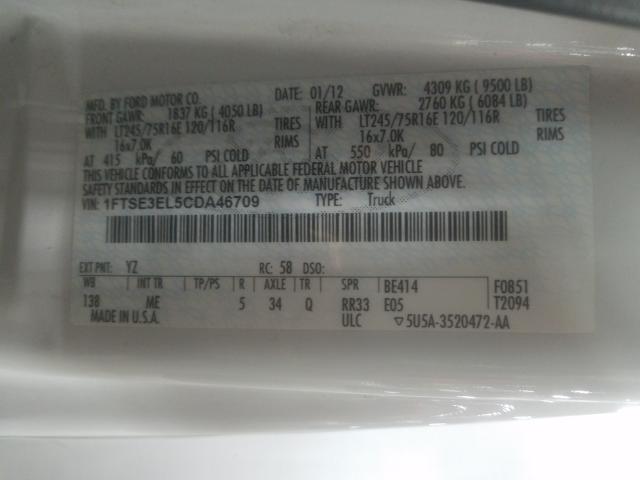 MFD. BY FORD MOTOR CO. DATE: 01/12 GVWR: 4309 KG ( 9500 LB)
FRONT GAWR: 1837 KG ( 4050 LB) REAR GAWR: 2760 KG ( 6084 LB)
WITH LT245/75R16E 120/116R TIRES WITH LT245/75R16E 120/116R TIRES
16x7.0K RIMS 16x7.0K RIMS
AT 415 kPa/ 60 PSI COLD AT 550 kPa/ 80 PSI COLD
THIS VEHICLE CONFORMS TO ALL APPLICABLE FEDERAL MOTOR VEHICLE
SAFETY STANDARDS IN EFFECT ON THE DATE OF MANUFACTURE SHOWN ABOVE.
VIN: 1FTSE3EL5CDA46709 TYPE: Truck
EXT PNT: YZ RC: 58 DSO:
WB INT TR TP/PS R AXLE TR SPR BE414 F0851
138 ME 5 34 Q RR33 E05 T2094
MADE IN U.S.A. ULC ▽5U5A-3520472-AA